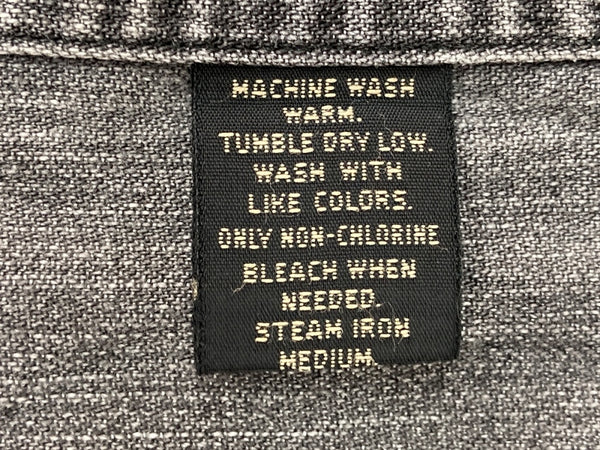 MACHINE WASH
WARM.
TUMBLE DRY LOW.
WASH WITH
LIKE COLORS.
ONLY NON-CHLORINE
BLEACH WHEN
NEEDED.
STEAM IRON
MEDIUM.